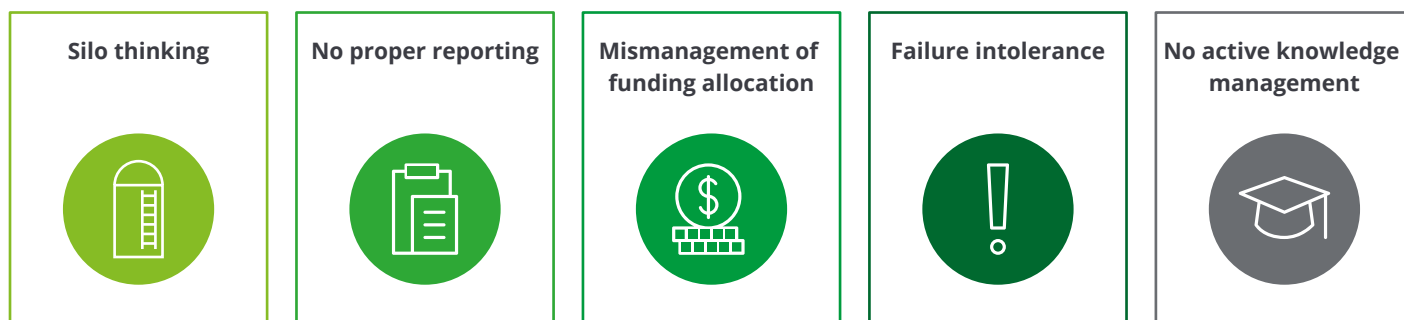 Silo thinking
No proper reporting
Mismanagement of
funding allocation
Failure intolerance
No active knowledge
management
$